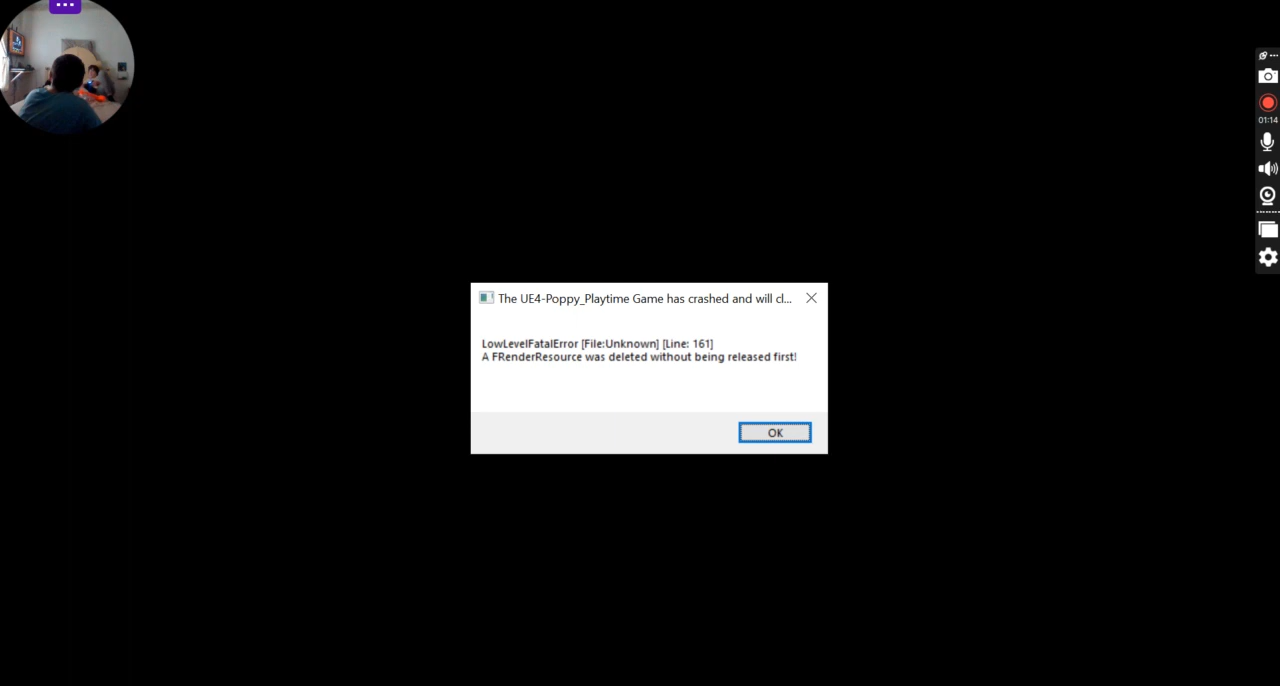 01:14
The UE4-Poppy_Playtime Game has crashed and will cl...
LowLevelFatalError [File:Unknown] [Line: 161]
A FRenderResource was deleted without being released first!
OK